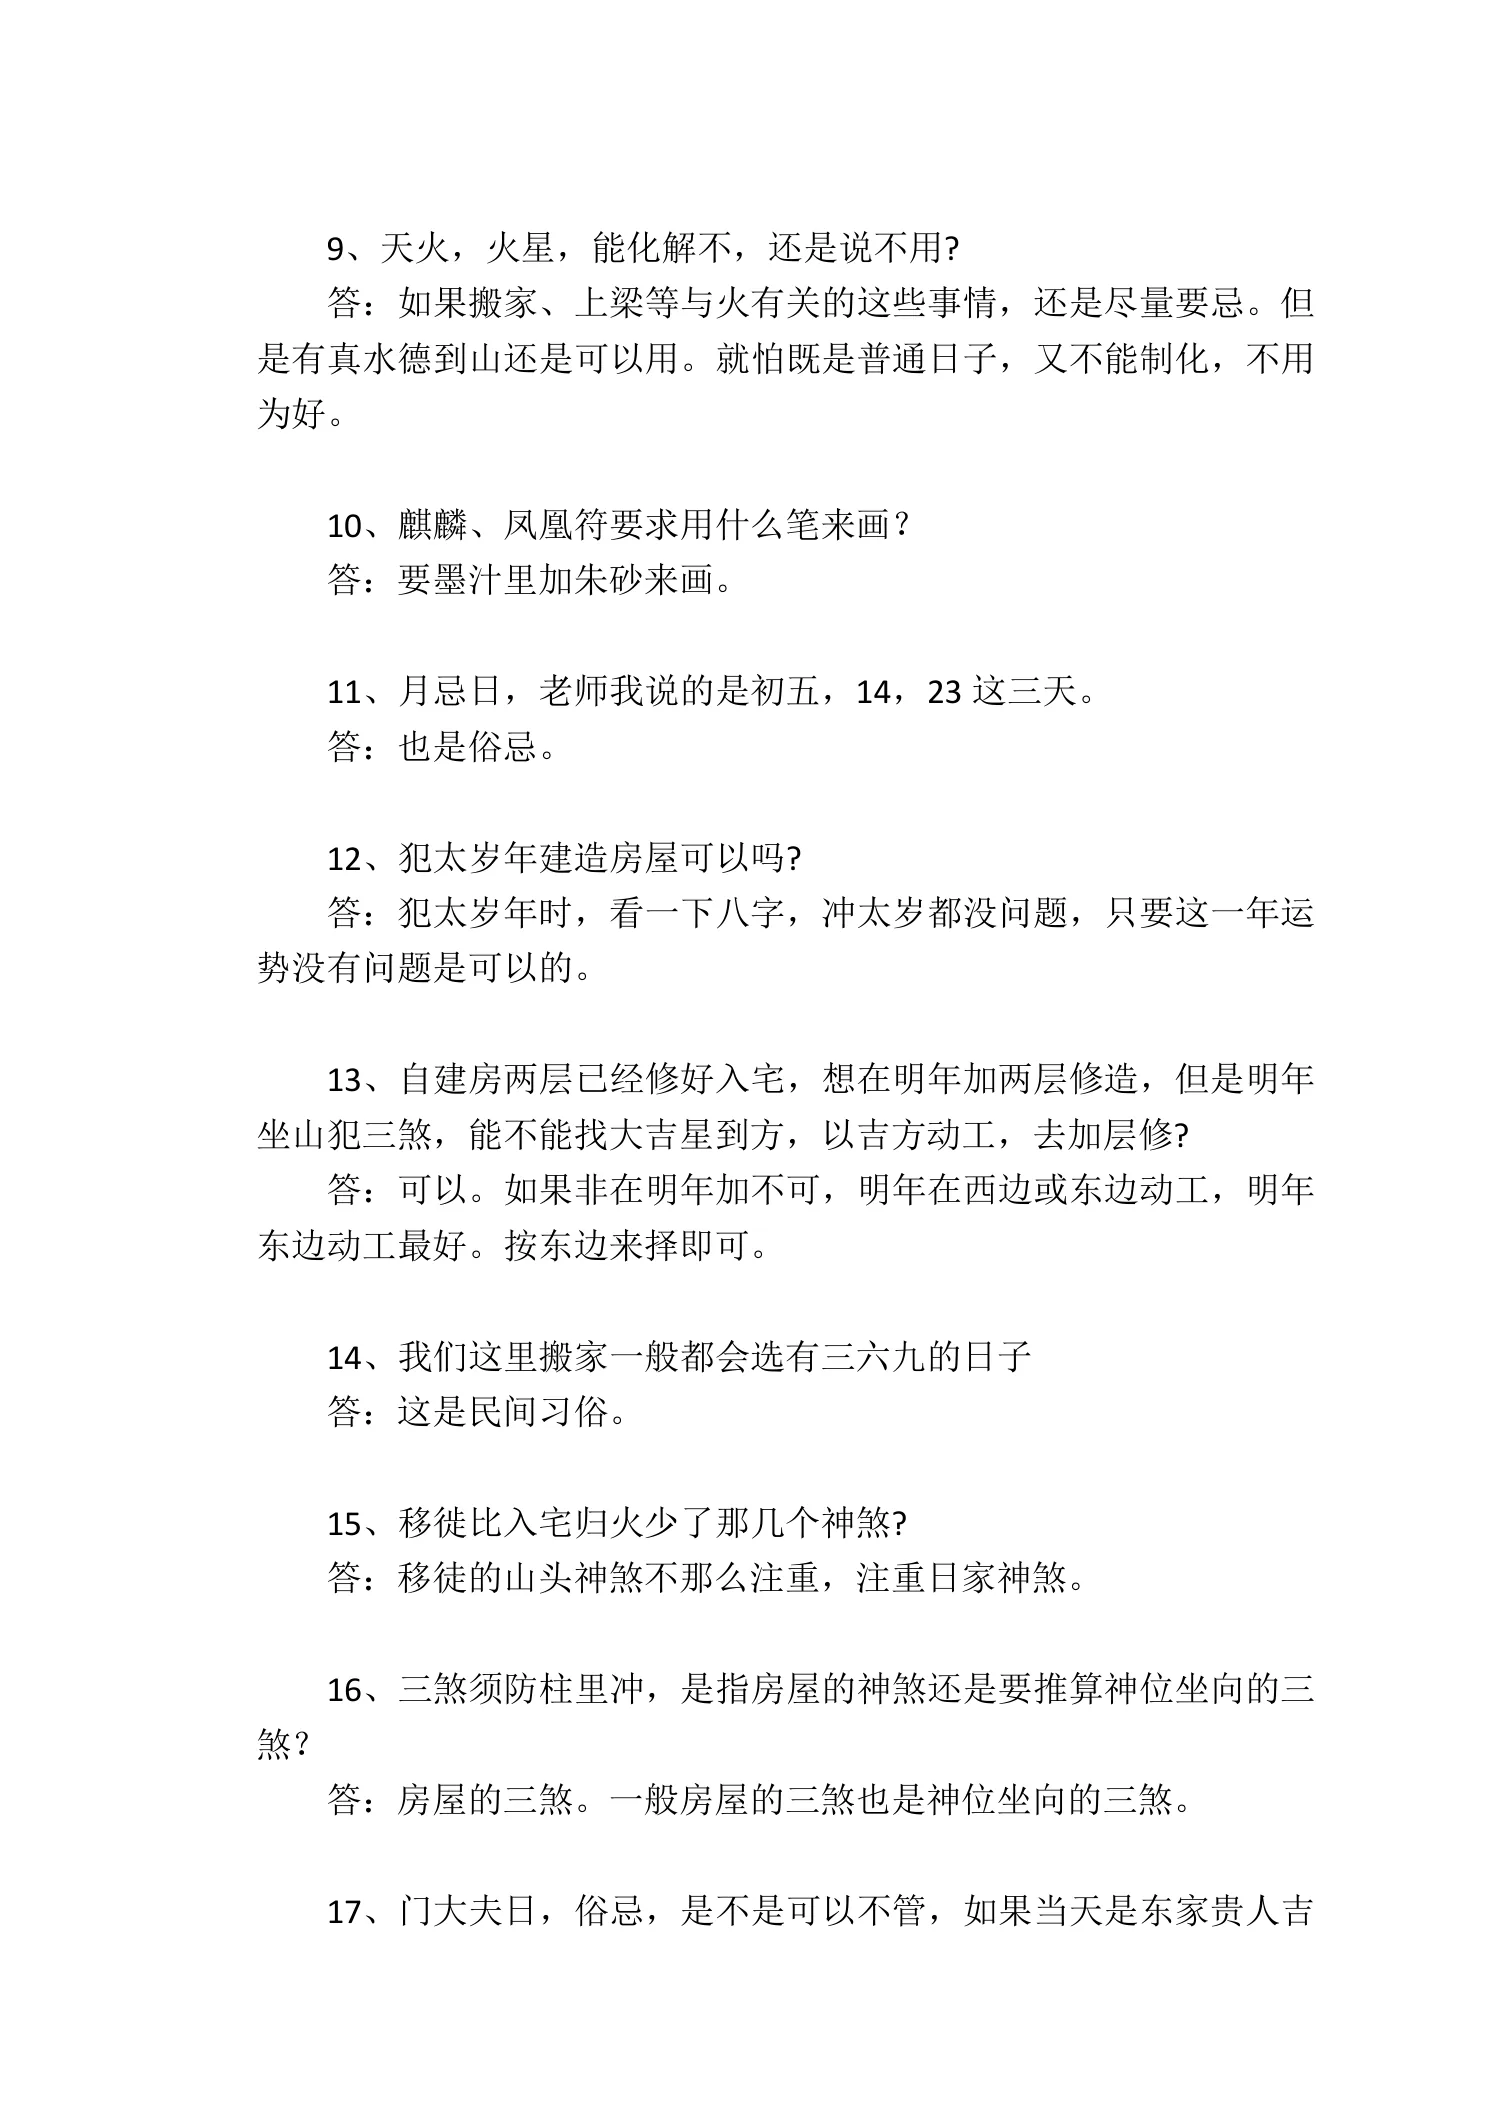 9、天火，火星，能化解不，还是说不用?
答：如果搬家、上梁等与火有关的这些事情，还是尽量要忌。但
是有真水德到山还是可以用。就怕既是普通日子，又不能制化，不用
为好。
10、麒麟、凤凰符要求用什么笔来画？
答：要墨汁里加朱砂来画。
11、月忌日，老师我说的是初五，14，23 这三天。
答：也是俗忌。
12、犯太岁年建造房屋可以吗?
答：犯太岁年时，看一下八字，冲太岁都没问题，只要这一年运
势没有问题是可以的。
13、自建房两层已经修好入宅，想在明年加两层修造，但是明年
坐山犯三煞，能不能找大吉星到方，以吉方动工，去加层修?
答：可以。如果非在明年加不可，明年在西边或东边动工，明年
东边动工最好。按东边来择即可。
14、我们这里搬家一般都会选有三六九的日子
答：这是民间习俗。
15、移徙比入宅归火少了那几个神煞?
答：移徒的山头神煞不那么注重，注重日家神煞。
16、三煞须防柱里冲，是指房屋的神煞还是要推算神位坐向的三
煞？
答：房屋的三煞。一般房屋的三煞也是神位坐向的三煞。
17、门大夫日，俗忌，是不是可以不管，如果当天是东家贵人吉